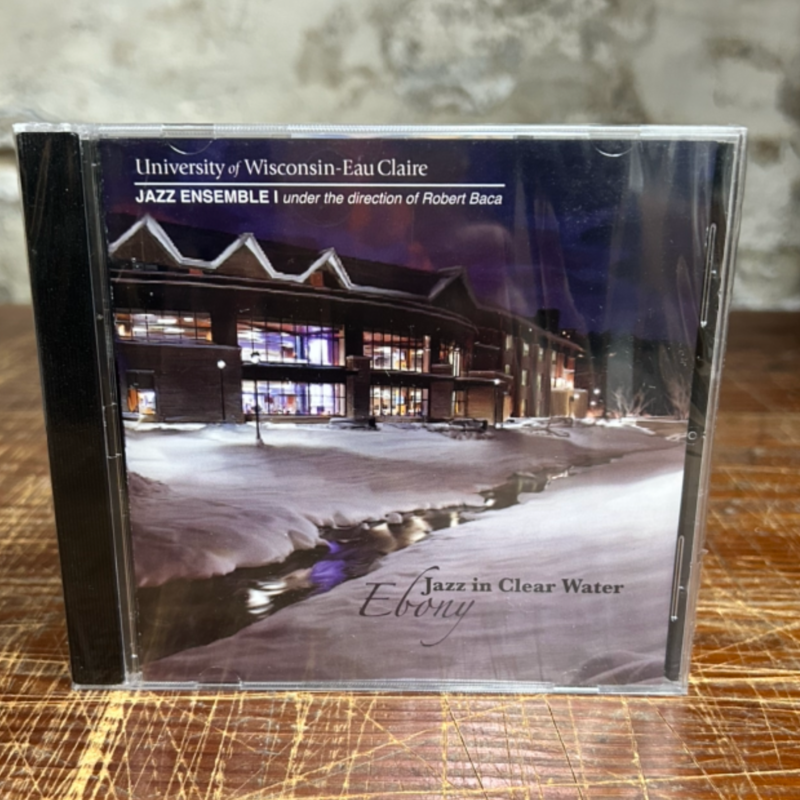 University of Wisconsin-Eau Claire
JAZZ ENSEMBLE I under the direction of Robert Baca
Jazz in Clear Water
Ebony